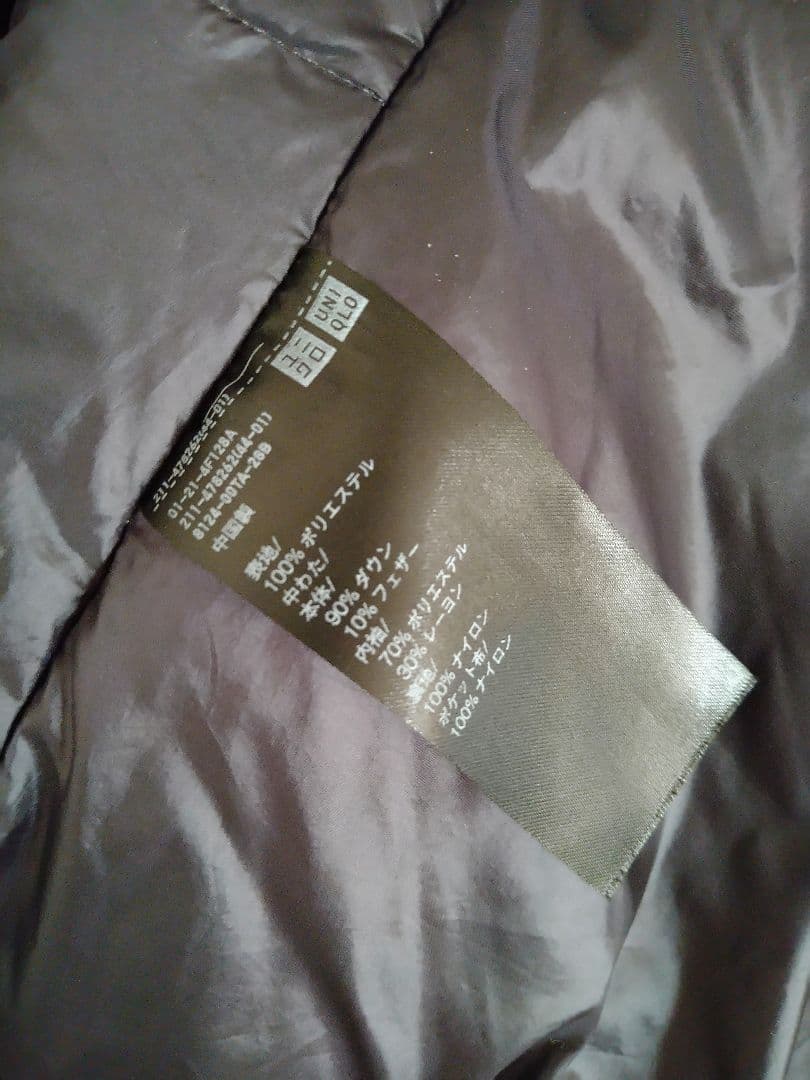 ユニ
クロ
UNI
QLO
01-21-4F128A
211-478262(44-01)
中国製
表地/
100% ポリエステル
中わた/
本体/
90% ダウン
10% フェザー
内袖/
70% ポリエステル
30% レーヨン
裏地/
100% ナイロン
ポケット布/
100% ナイロン